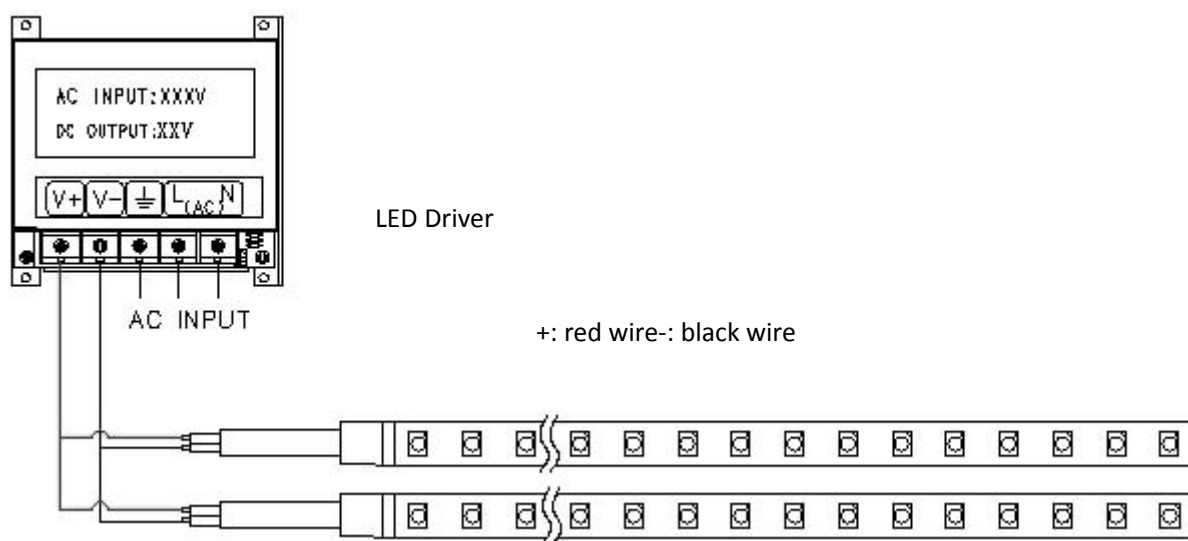 AC INPUT:XXXV
DC OUTPUT:XXV
V+ V- L(AC)N
LED Driver
AC INPUT
+: red wire-: black wire